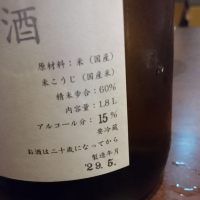 酒
原材料：米（国産）
米こうじ（国産米）
精米歩合：60%
内容量：1.8L
アルコール分：15%
要冷蔵
お酒は二十歳になってから
製造年月
'29.5.